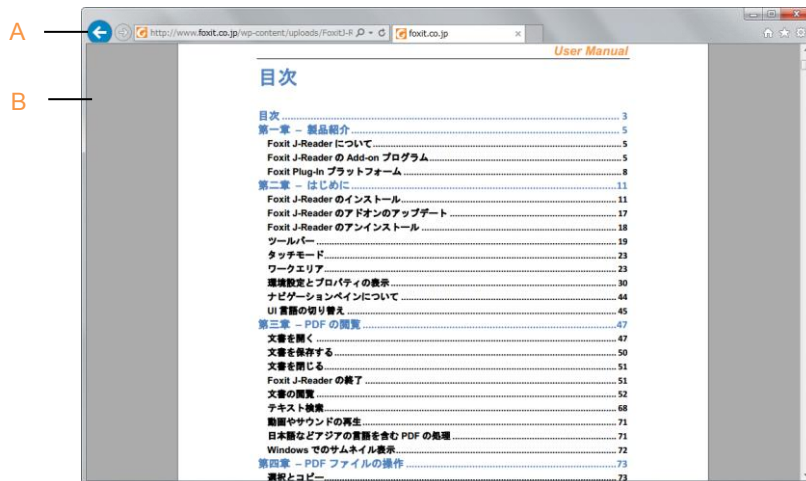 A
B
http://www.foxit.co.jp/wp-content/uploads/FoxitJ-R
foxit.co.jp
User Manual
目次
目次 3
第一章 – 製品紹介 5
Foxit J-Reader について 5
Foxit J-Reader の Add-on プログラム 5
Foxit Plug-In プラットフォーム 8
第二章 – はじめに 11
Foxit J-Reader のインストール 11
Foxit J-Reader のアドオンのアップデート 17
Foxit J-Reader のアンインストール 18
ツールバー 19
タッチモード 23
ワークエリア 23
環境設定とプロパティの表示 30
ナビゲーションペインについて 44
UI 言語の切り替え 45
第三章 – PDF の閲覧 47
文書を開く 47
文書を保存する 50
文書を閉じる 51
Foxit J-Reader の終了 51
文書の閲覧 52
テキスト検索 68
動画やサウンドの再生 71
日本語などアジアの言語を含む PDF の処理 71
Windows でのサムネイル表示 72
第四章 – PDF ファイルの操作 73
選択とコピー 73